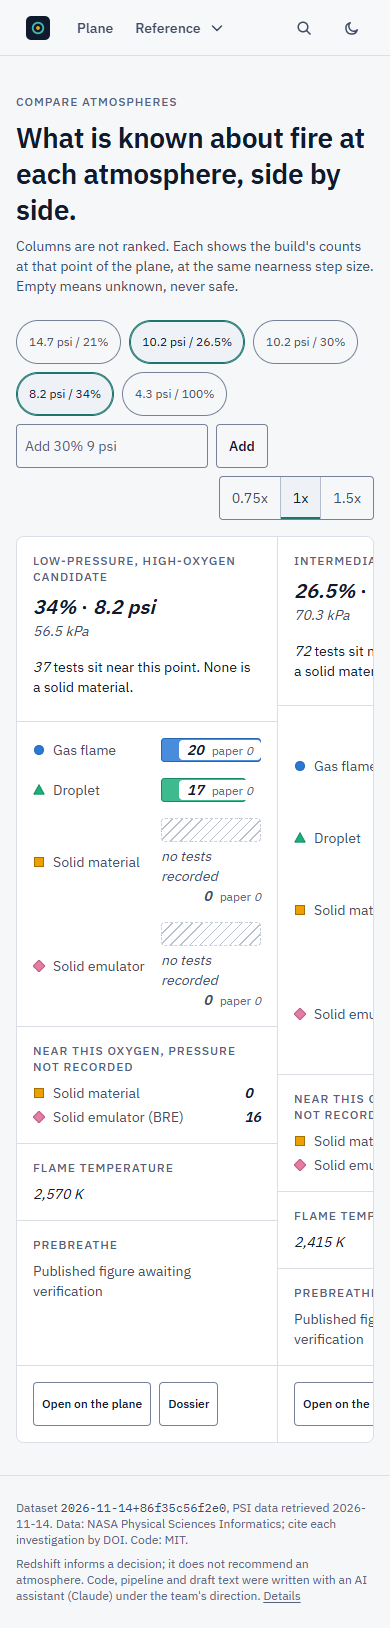 Plane Reference
COMPARE ATMOSPHERES
What is known about fire at
each atmosphere, side by
side.
Columns are not ranked. Each shows the build's counts
at that point of the plane, at the same nearness step size.
Empty means unknown, never safe.
14.7 psi / 21% 10.2 psi / 26.5% 10.2 psi / 30%
8.2 psi / 34% 4.3 psi / 100%
Add 30% 9 psi Add
0.75x 1x 1.5x
LOW-PRESSURE, HIGH-OXYGEN
CANDIDATE
34% · 8.2 psi
56.5 kPa
37 tests sit near this point. None is
a solid material.
Gas flame 20 paper 0
Droplet 17 paper 0
Solid material
no tests
recorded
0 paper 0
Solid emulator
no tests
recorded
0 paper 0
NEAR THIS OXYGEN, PRESSURE
NOT RECORDED
Solid material 0
Solid emulator (BRE) 16
FLAME TEMPERATURE
2,570 K
PREBREATHE
Published figure awaiting
verification
Open on the plane Dossier
INTERMEDIA
26.5% ·
70.3 kPa
72 tests sit n
a solid mater
Gas flame
Droplet
Solid mat
Solid emu
NEAR THIS O
NOT RECORD
Solid mat
Solid emu
FLAME TEMP
2,415 K
PREBREATHE
Published fig
verification
Open on the
Dataset 2026-11-14+86f35c56f2e0, PSI data retrieved 2026-
11-14. Data: NASA Physical Sciences Informatics; cite each
investigation by DOI. Code: MIT.
Redshift informs a decision; it does not recommend an
atmosphere. Code, pipeline and draft text were written with an AI
assistant (Claude) under the team's direction. Details